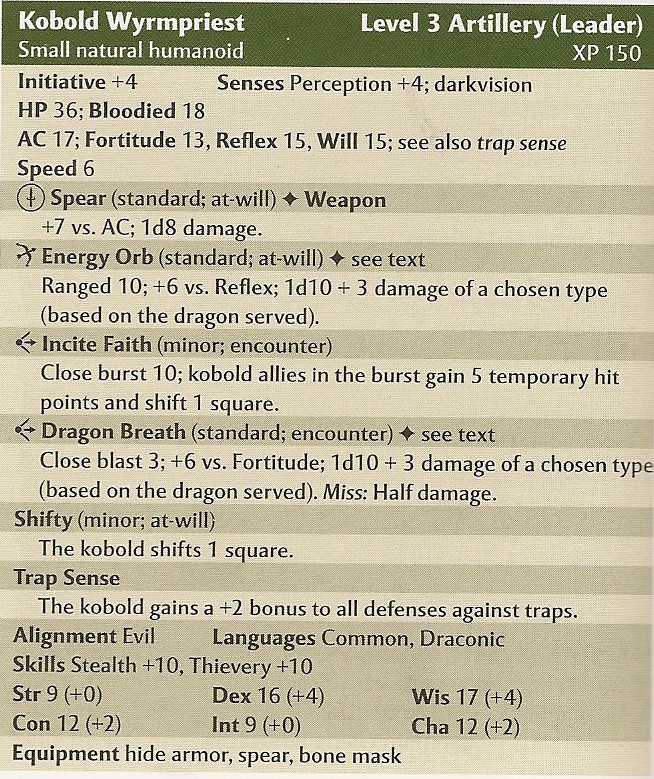 Kobold Wyrmpriest Level 3 Artillery (Leader)
Small natural humanoid XP 150
Initiative +4 Senses Perception +4; darkvision
HP 36; Bloodied 18
AC 17; Fortitude 13, Reflex 15, Will 15; see also trap sense
Speed 6
Spear (standard; at-will) ✦ Weapon
+7 vs. AC; 1d8 damage.
Energy Orb (standard; at-will) ✦ see text
Ranged 10; +6 vs. Reflex; 1d10 + 3 damage of a chosen type
(based on the dragon served).
Incite Faith (minor; encounter)
Close burst 10; kobold allies in the burst gain 5 temporary hit
points and shift 1 square.
Dragon Breath (standard; encounter) ✦ see text
Close blast 3; +6 vs. Fortitude; 1d10 + 3 damage of a chosen type
(based on the dragon served). Miss: Half damage.
Shifty (minor; at-will)
The kobold shifts 1 square.
Trap Sense
The kobold gains a +2 bonus to all defenses against traps.
Alignment Evil Languages Common, Draconic
Skills Stealth +10, Thievery +10
Str 9 (+0) Dex 16 (+4) Wis 17 (+4)
Con 12 (+2) Int 9 (+0) Cha 12 (+2)
Equipment hide armor, spear, bone mask